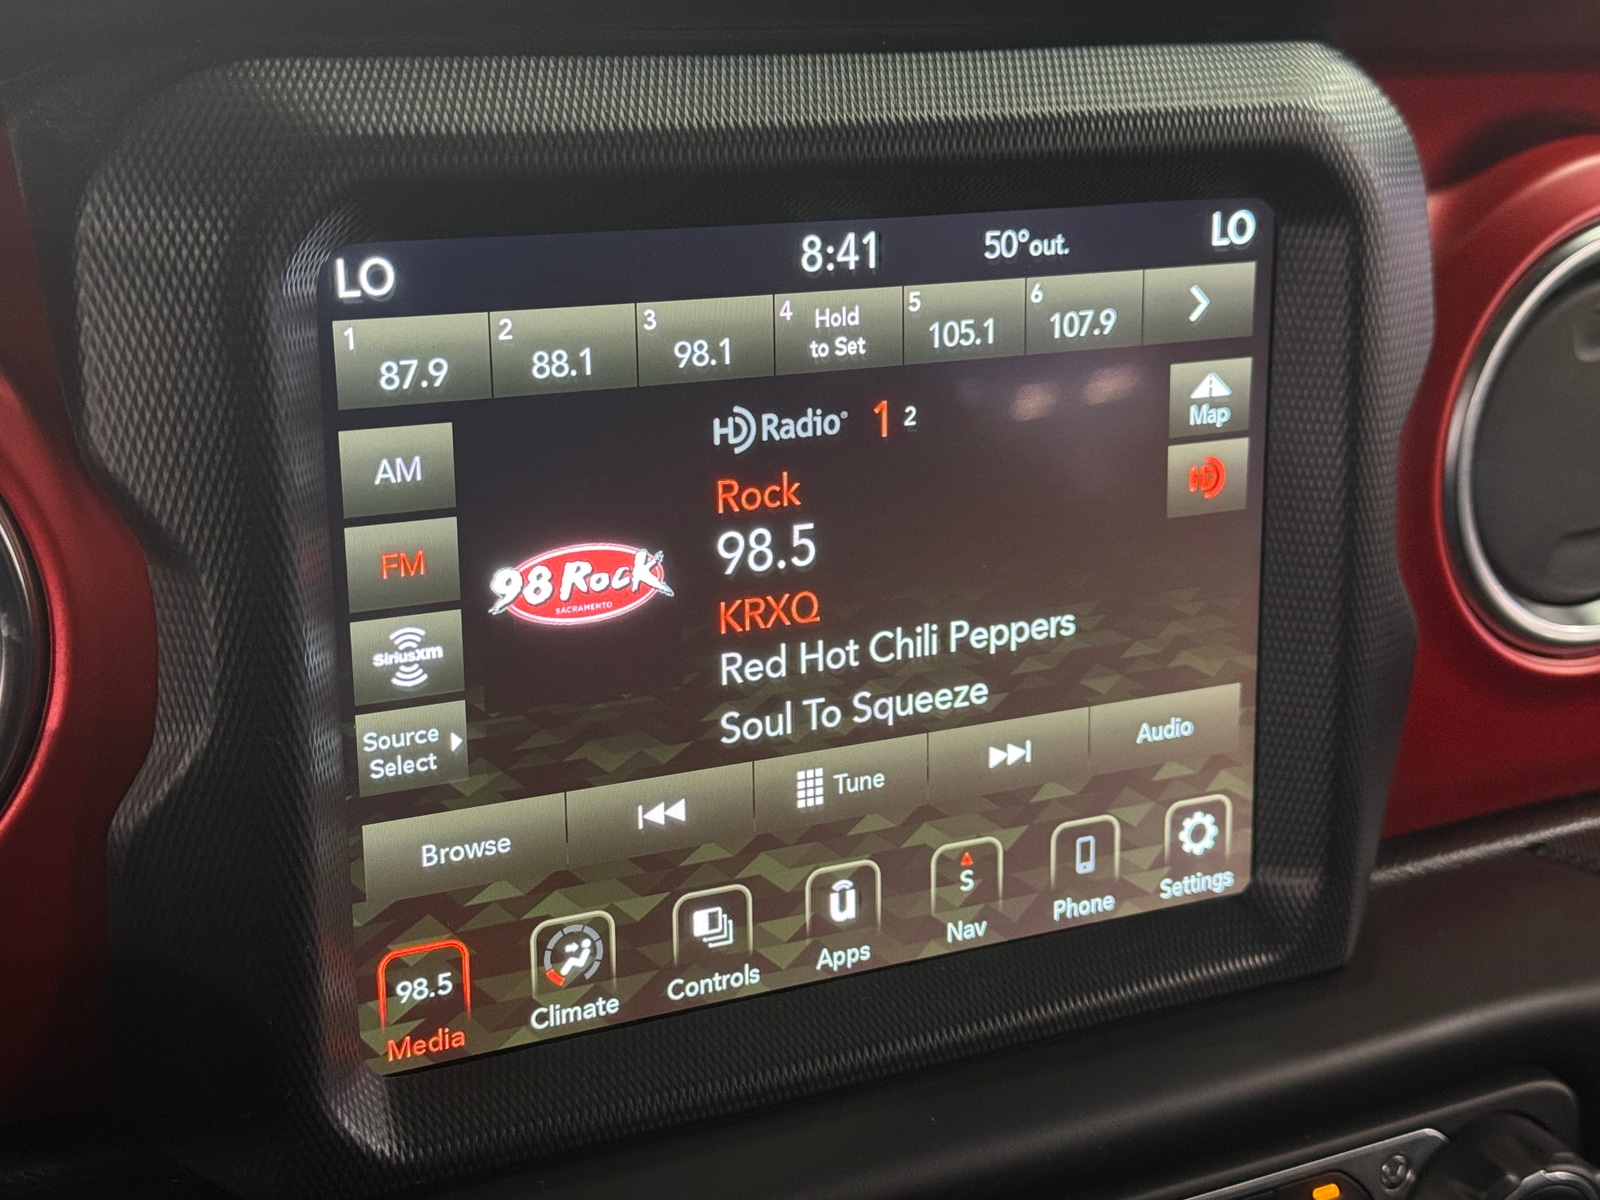 LO 8:41 50°out. LO
1 87.9
2 88.1
3 98.1
4 Hold
to Set
5 105.1
6 107.9
AM
FM
SiriusXM
Source
Select
HD Radio 1 2
Rock
98.5
KRXQ
Red Hot Chili Peppers
Soul To Squeeze
98 Rock
SACRAMENTO
Map
HD
Browse
Tune
Audio
98.5
Media
Climate
Controls
ū
Apps
S
Nav
Phone
Settings